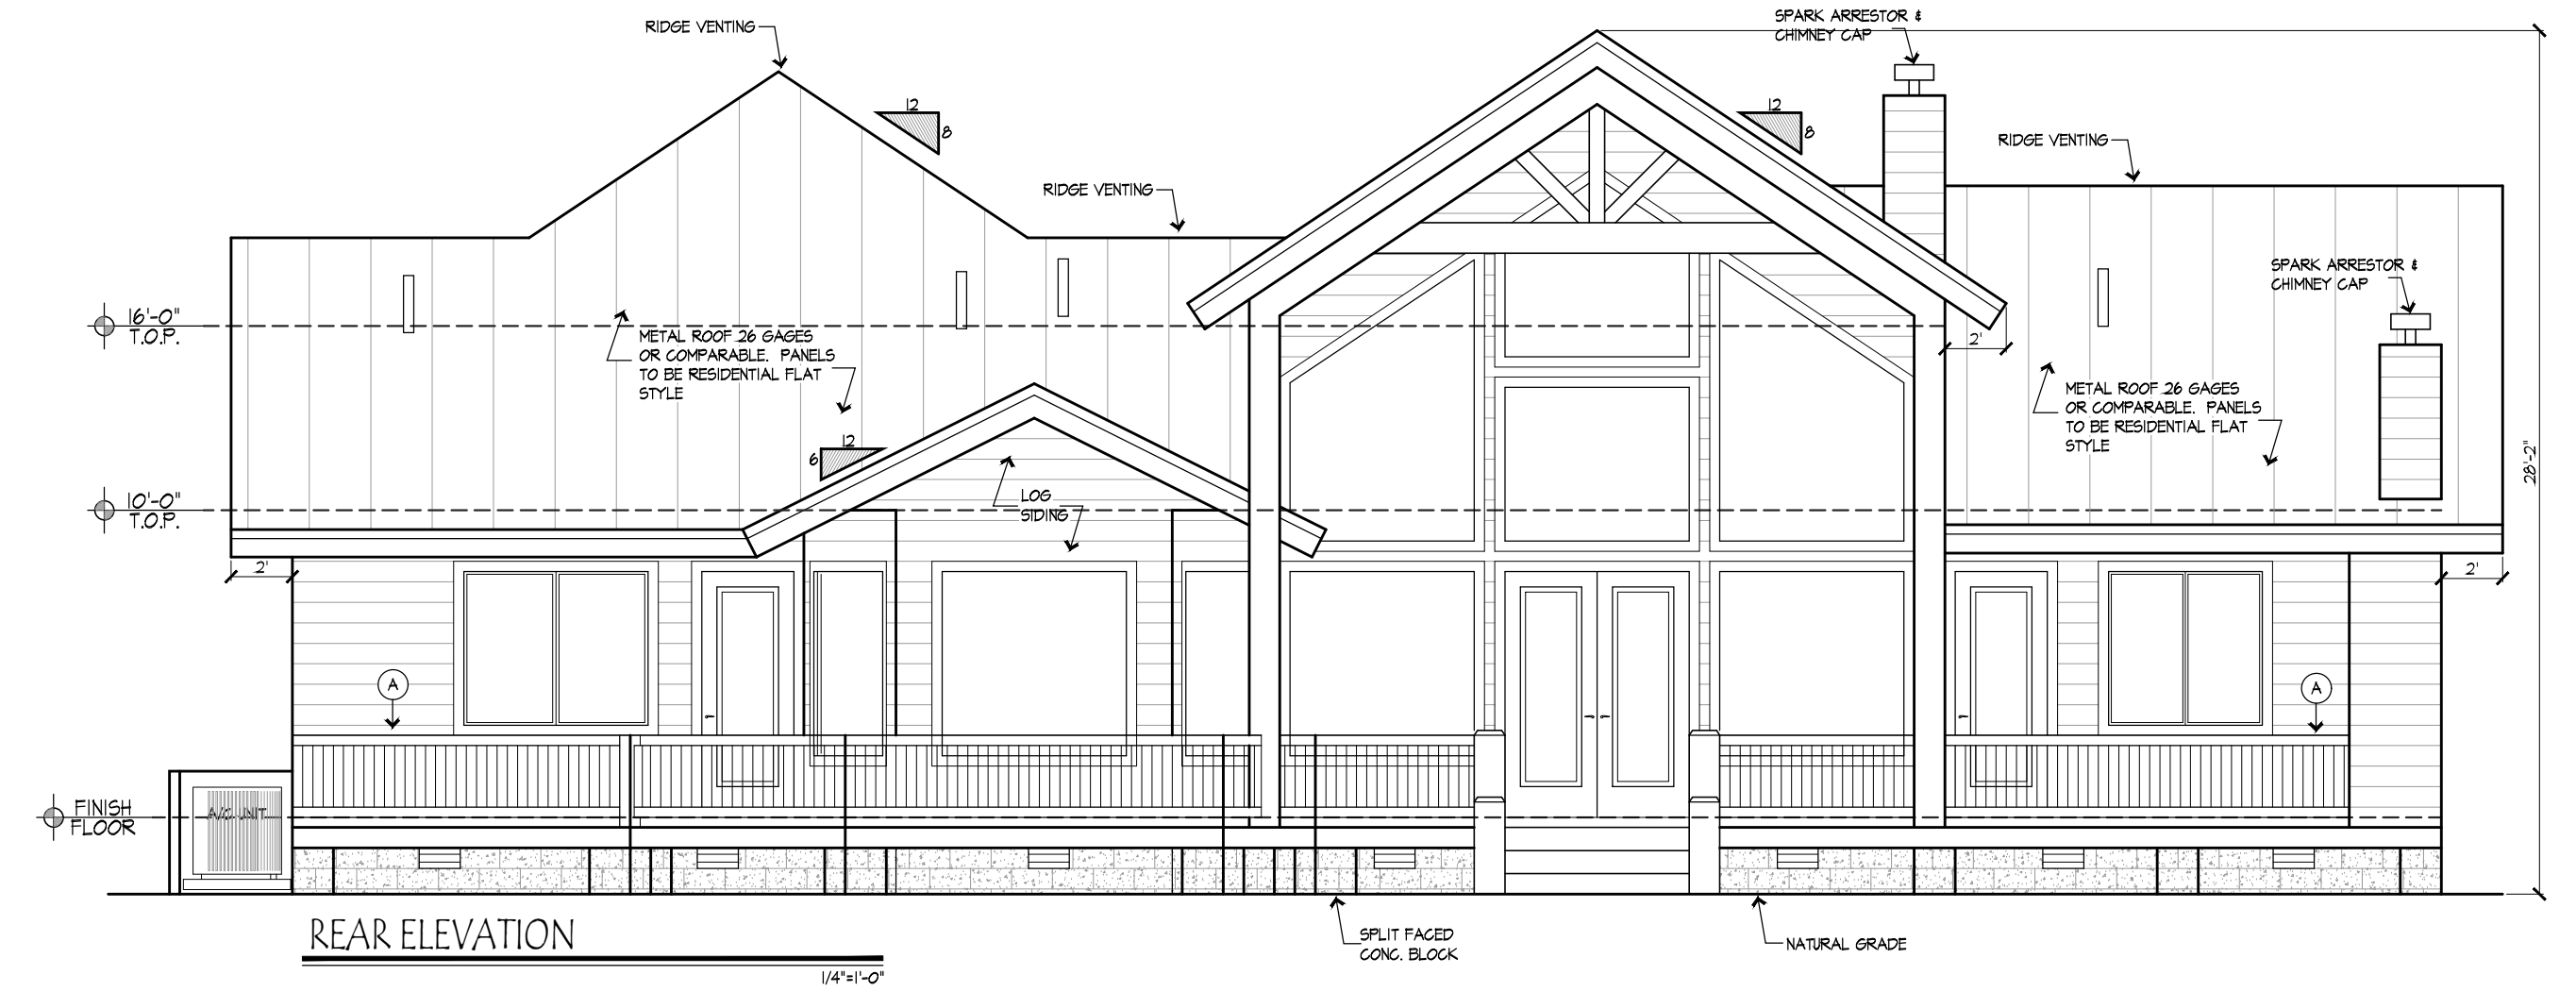 SPARK ARRESTOR &
CHIMNEY CAP
RIDGE VENTING
12
8
12
8
RIDGE VENTING
RIDGE VENTING
SPARK ARRESTOR &
CHIMNEY CAP
16'-0"
T.O.P.
METAL ROOF 26 GAGES
OR COMPARABLE. PANELS
TO BE RESIDENTIAL FLAT
STYLE
2'
METAL ROOF 26 GAGES
OR COMPARABLE. PANELS
TO BE RESIDENTIAL FLAT
STYLE
12
6
28'-2"
10'-0"
T.O.P.
LOG
SIDING
2'
2'
A
A
FINISH
FLOOR
A/C UNIT
REAR ELEVATION
1/4"=1'-0"
SPLIT FACED
CONC. BLOCK
NATURAL GRADE